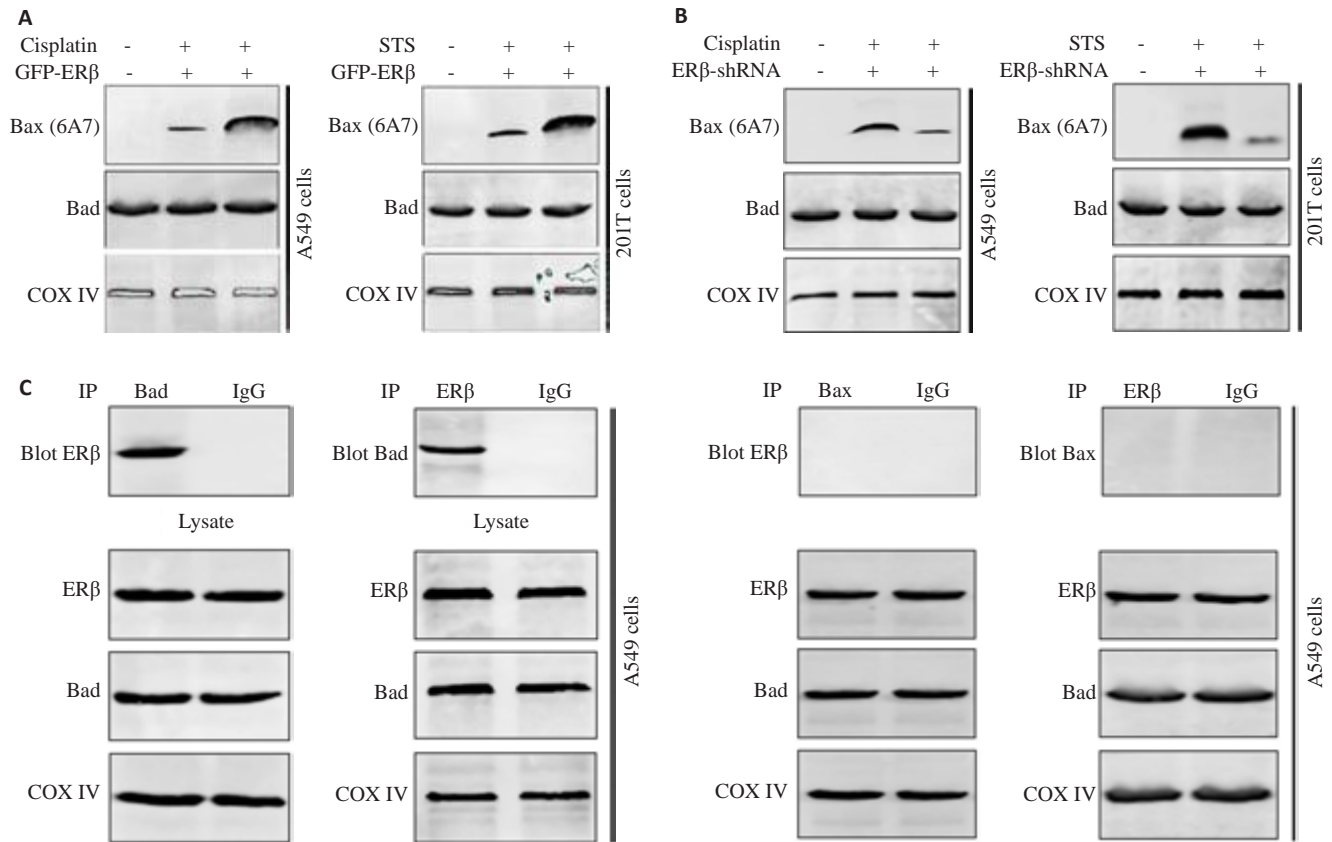 A
B
Cisplatin - + +
GFP-ERβ - + +
Bax (6A7)
Bad
COX IV
A549 cells
STS - + +
GFP-ERβ - + +
Bax (6A7)
Bad
COX IV
201T cells
Cisplatin - + +
ERβ-shRNA - + +
Bax (6A7)
Bad
COX IV
A549 cells
STS - + +
ERβ-shRNA - + +
Bax (6A7)
Bad
COX IV
201T cells
C
IP Bad IgG
Blot ERβ
Lysate
ERβ
Bad
COX IV
IP ERβ IgG
Blot Bad
Lysate
ERβ
Bad
COX IV
A549 cells
IP Bax IgG
Blot ERβ
ERβ
Bad
COX IV
IP ERβ IgG
Blot Bax
ERβ
Bad
COX IV
A549 cells